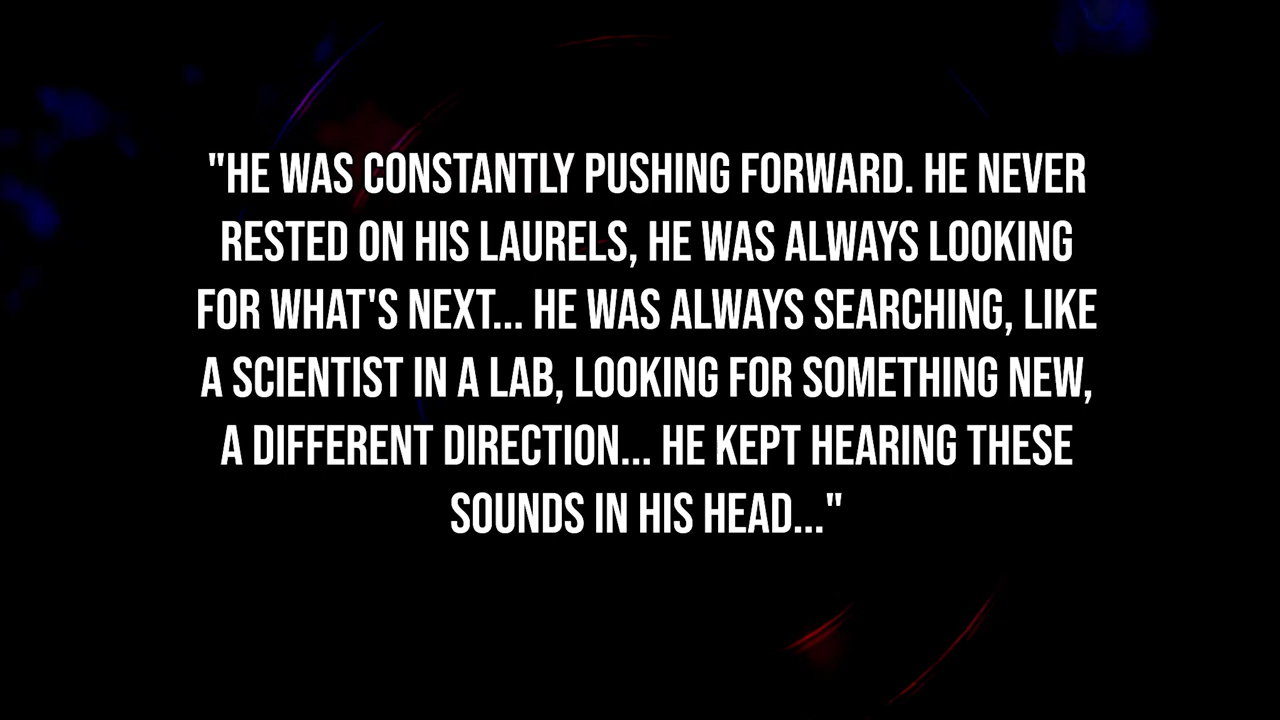 "HE WAS CONSTANTLY PUSHING FORWARD. HE NEVER
RESTED ON HIS LAURELS, HE WAS ALWAYS LOOKING
FOR WHAT'S NEXT... HE WAS ALWAYS SEARCHING, LIKE
A SCIENTIST IN A LAB, LOOKING FOR SOMETHING NEW,
A DIFFERENT DIRECTION... HE KEPT HEARING THESE
SOUNDS IN HIS HEAD..."